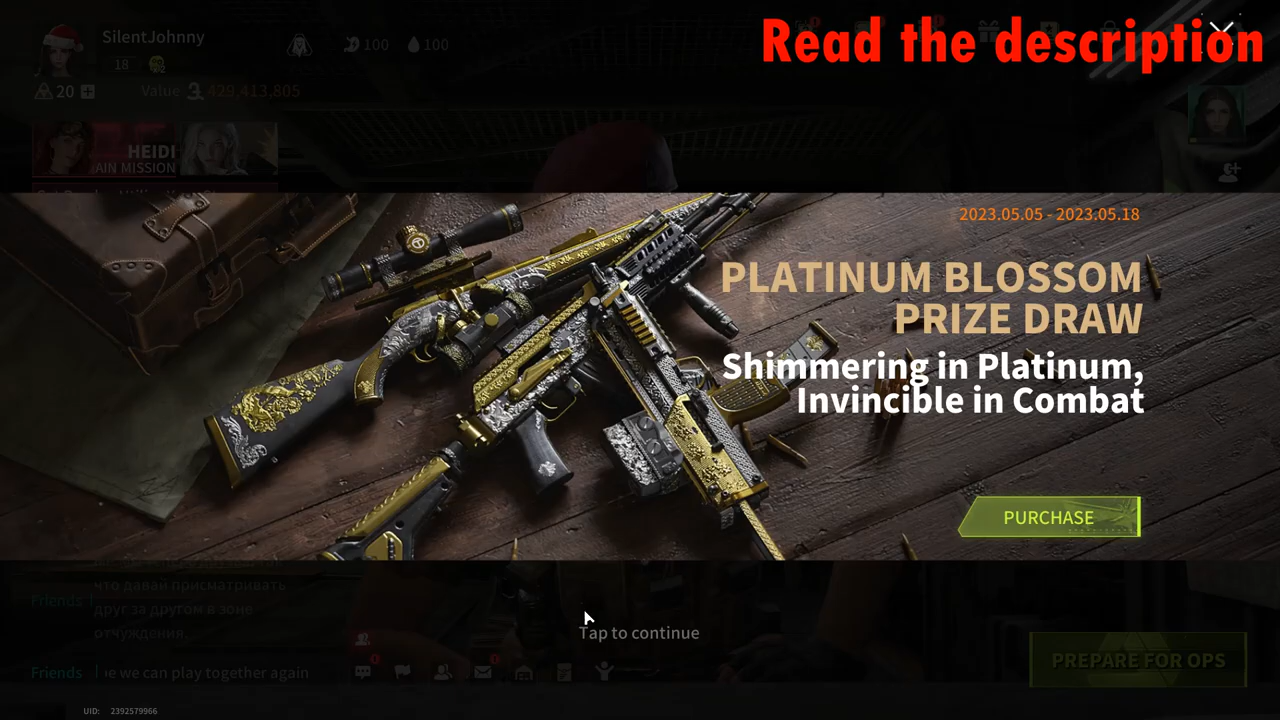 Read the description
SilentJohnny
18
100 100
20 Value 429,413,805
HEIDI
AIN MISSION
2023.05.05 - 2023.05.18
PLATINUM BLOSSOM
PRIZE DRAW
Shimmering in Platinum,
Invincible in Combat
PURCHASE
что давай присматривать
Friends друг за другом в зоне
отчуждения.
Tap to continue
Friends we can play together again
PREPARE FOR OPS
UID: 2392579966